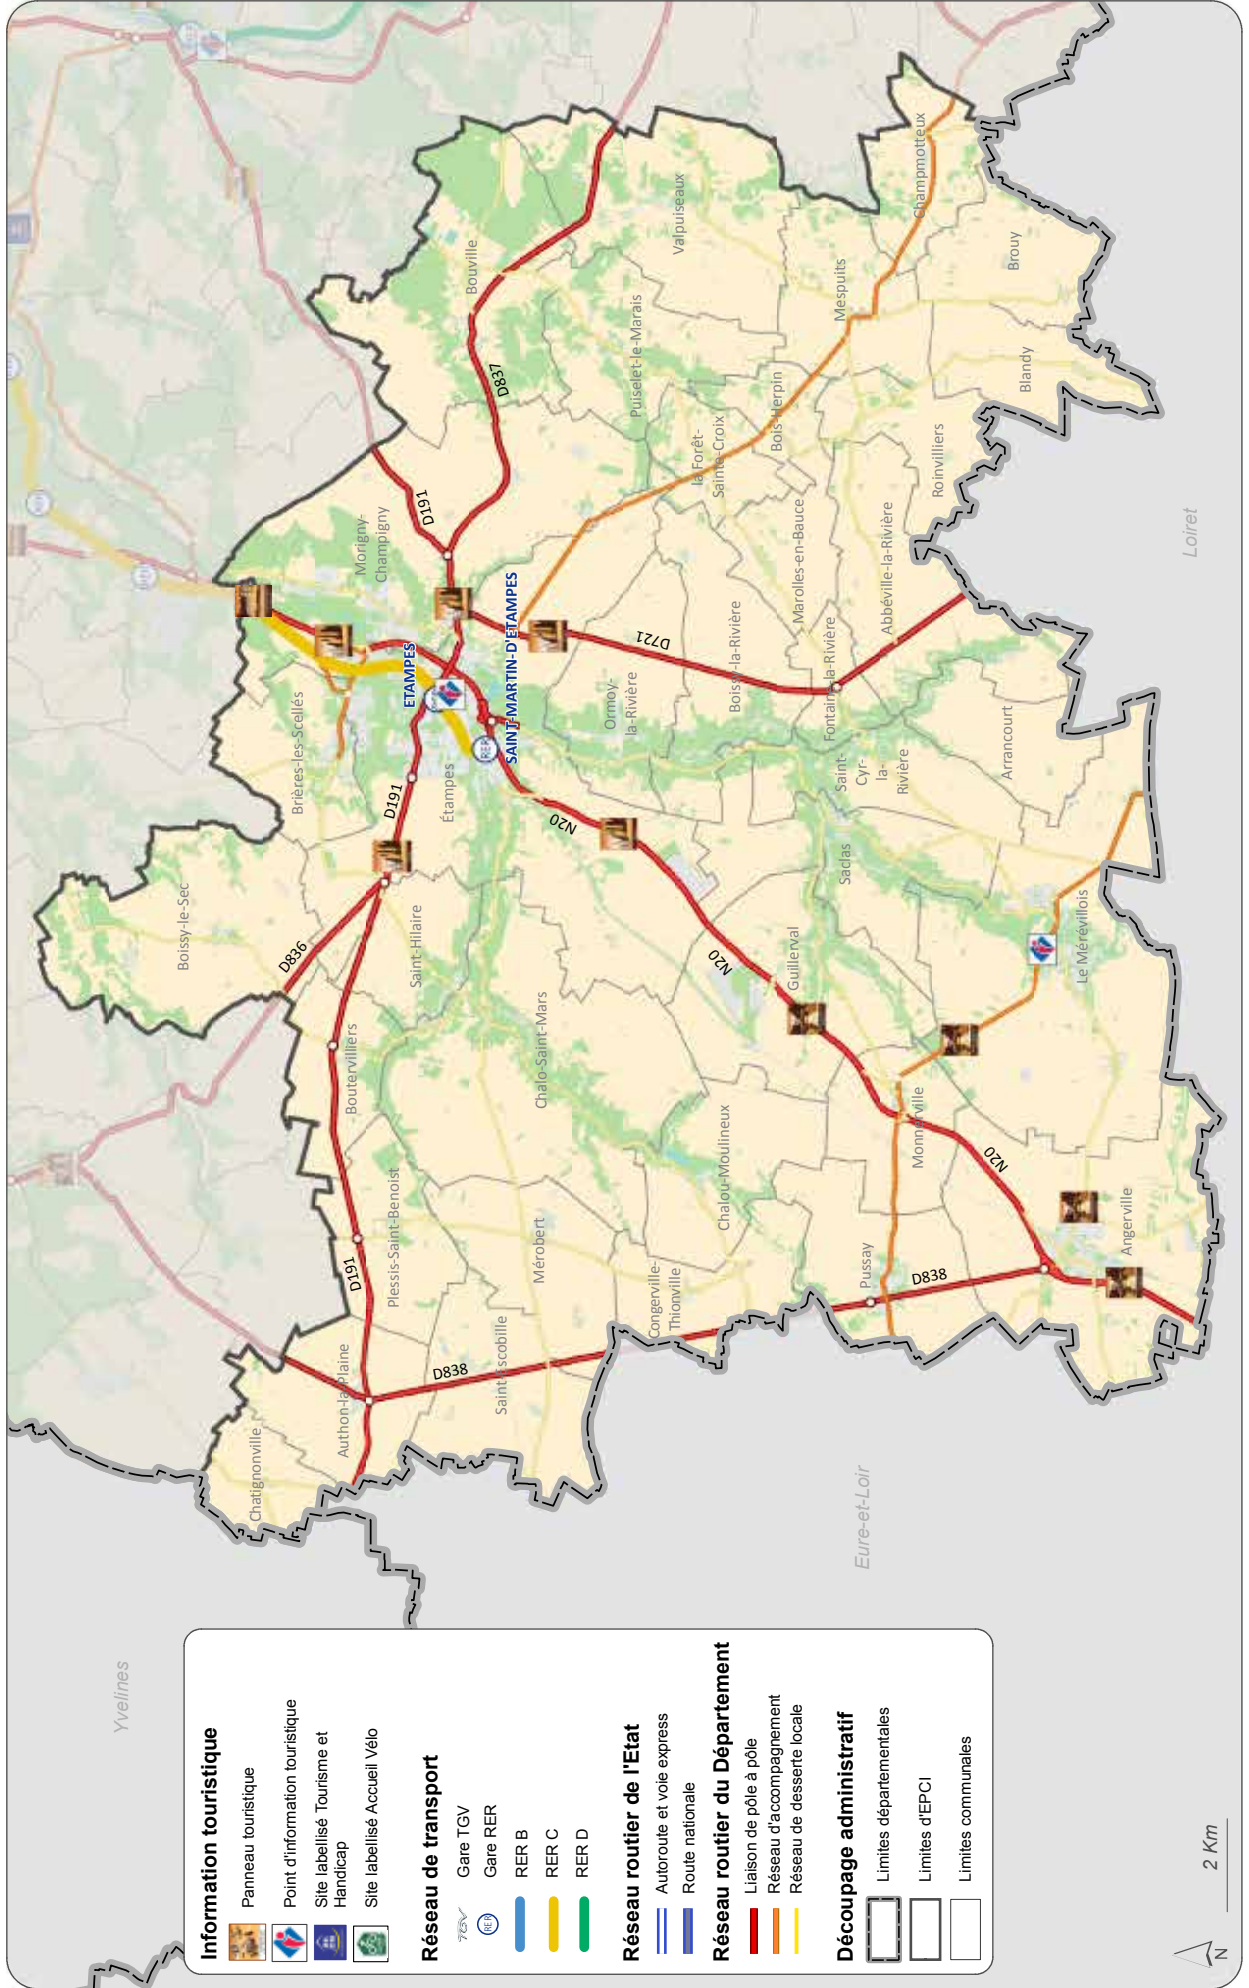 Information touristique
Panneau touristique
Point d'information touristique
Site labellisé Tourisme et
Handicap
Site labellisé Accueil Vélo
Réseau de transport
TGV
Gare TGV
RER
Gare RER
RER B
RER C
RER D
Réseau routier de l'Etat
Autoroute et voie express
Route nationale
Réseau routier du Département
Liaison de pôle à pôle
Réseau d'accompagnement
Réseau de desserte locale
Découpage administratif
Limites départementales
Limites d'EPCI
Limites communales
N
2 Km
Yvelines
Eure-et-Loir
Loiret
Chatignonville
Authon-la-Plaine
Saint-Escobille
D838
D191
Plessis-Saint-Benoist
Mérobert
Congerville-
Thionville
Chalou-Moulineux
Pussay
D838
Angerville
Monnerville
N20
Boutervilliers
Boissy-le-Sec
D836
Saint-Hilaire
Chalo-Saint-Mars
Guillerval
N20
Le Mérévillois
Saclas
Brières-les-Scellés
D191
Étampes
N20
ETAMPES
RER
SAINT-MARTIN-D'ETAMPES
Morigny-
Champigny
D191
Ormoy-
la-Rivière
D721
Boissy-la-Rivière
Fontaine-la-Rivière
Saint-
Cyr-
la-
Rivière
Arrancourt
Abbéville-la-Rivière
Marolles-en-Bauce
Roinvilliers
la Forêt-
Sainte-Croix
Bois-Herpin
Puiselet-le-Marais
D837
Bouville
Valpuiseaux
Mespuits
Blandy
Brouy
Champmotteux